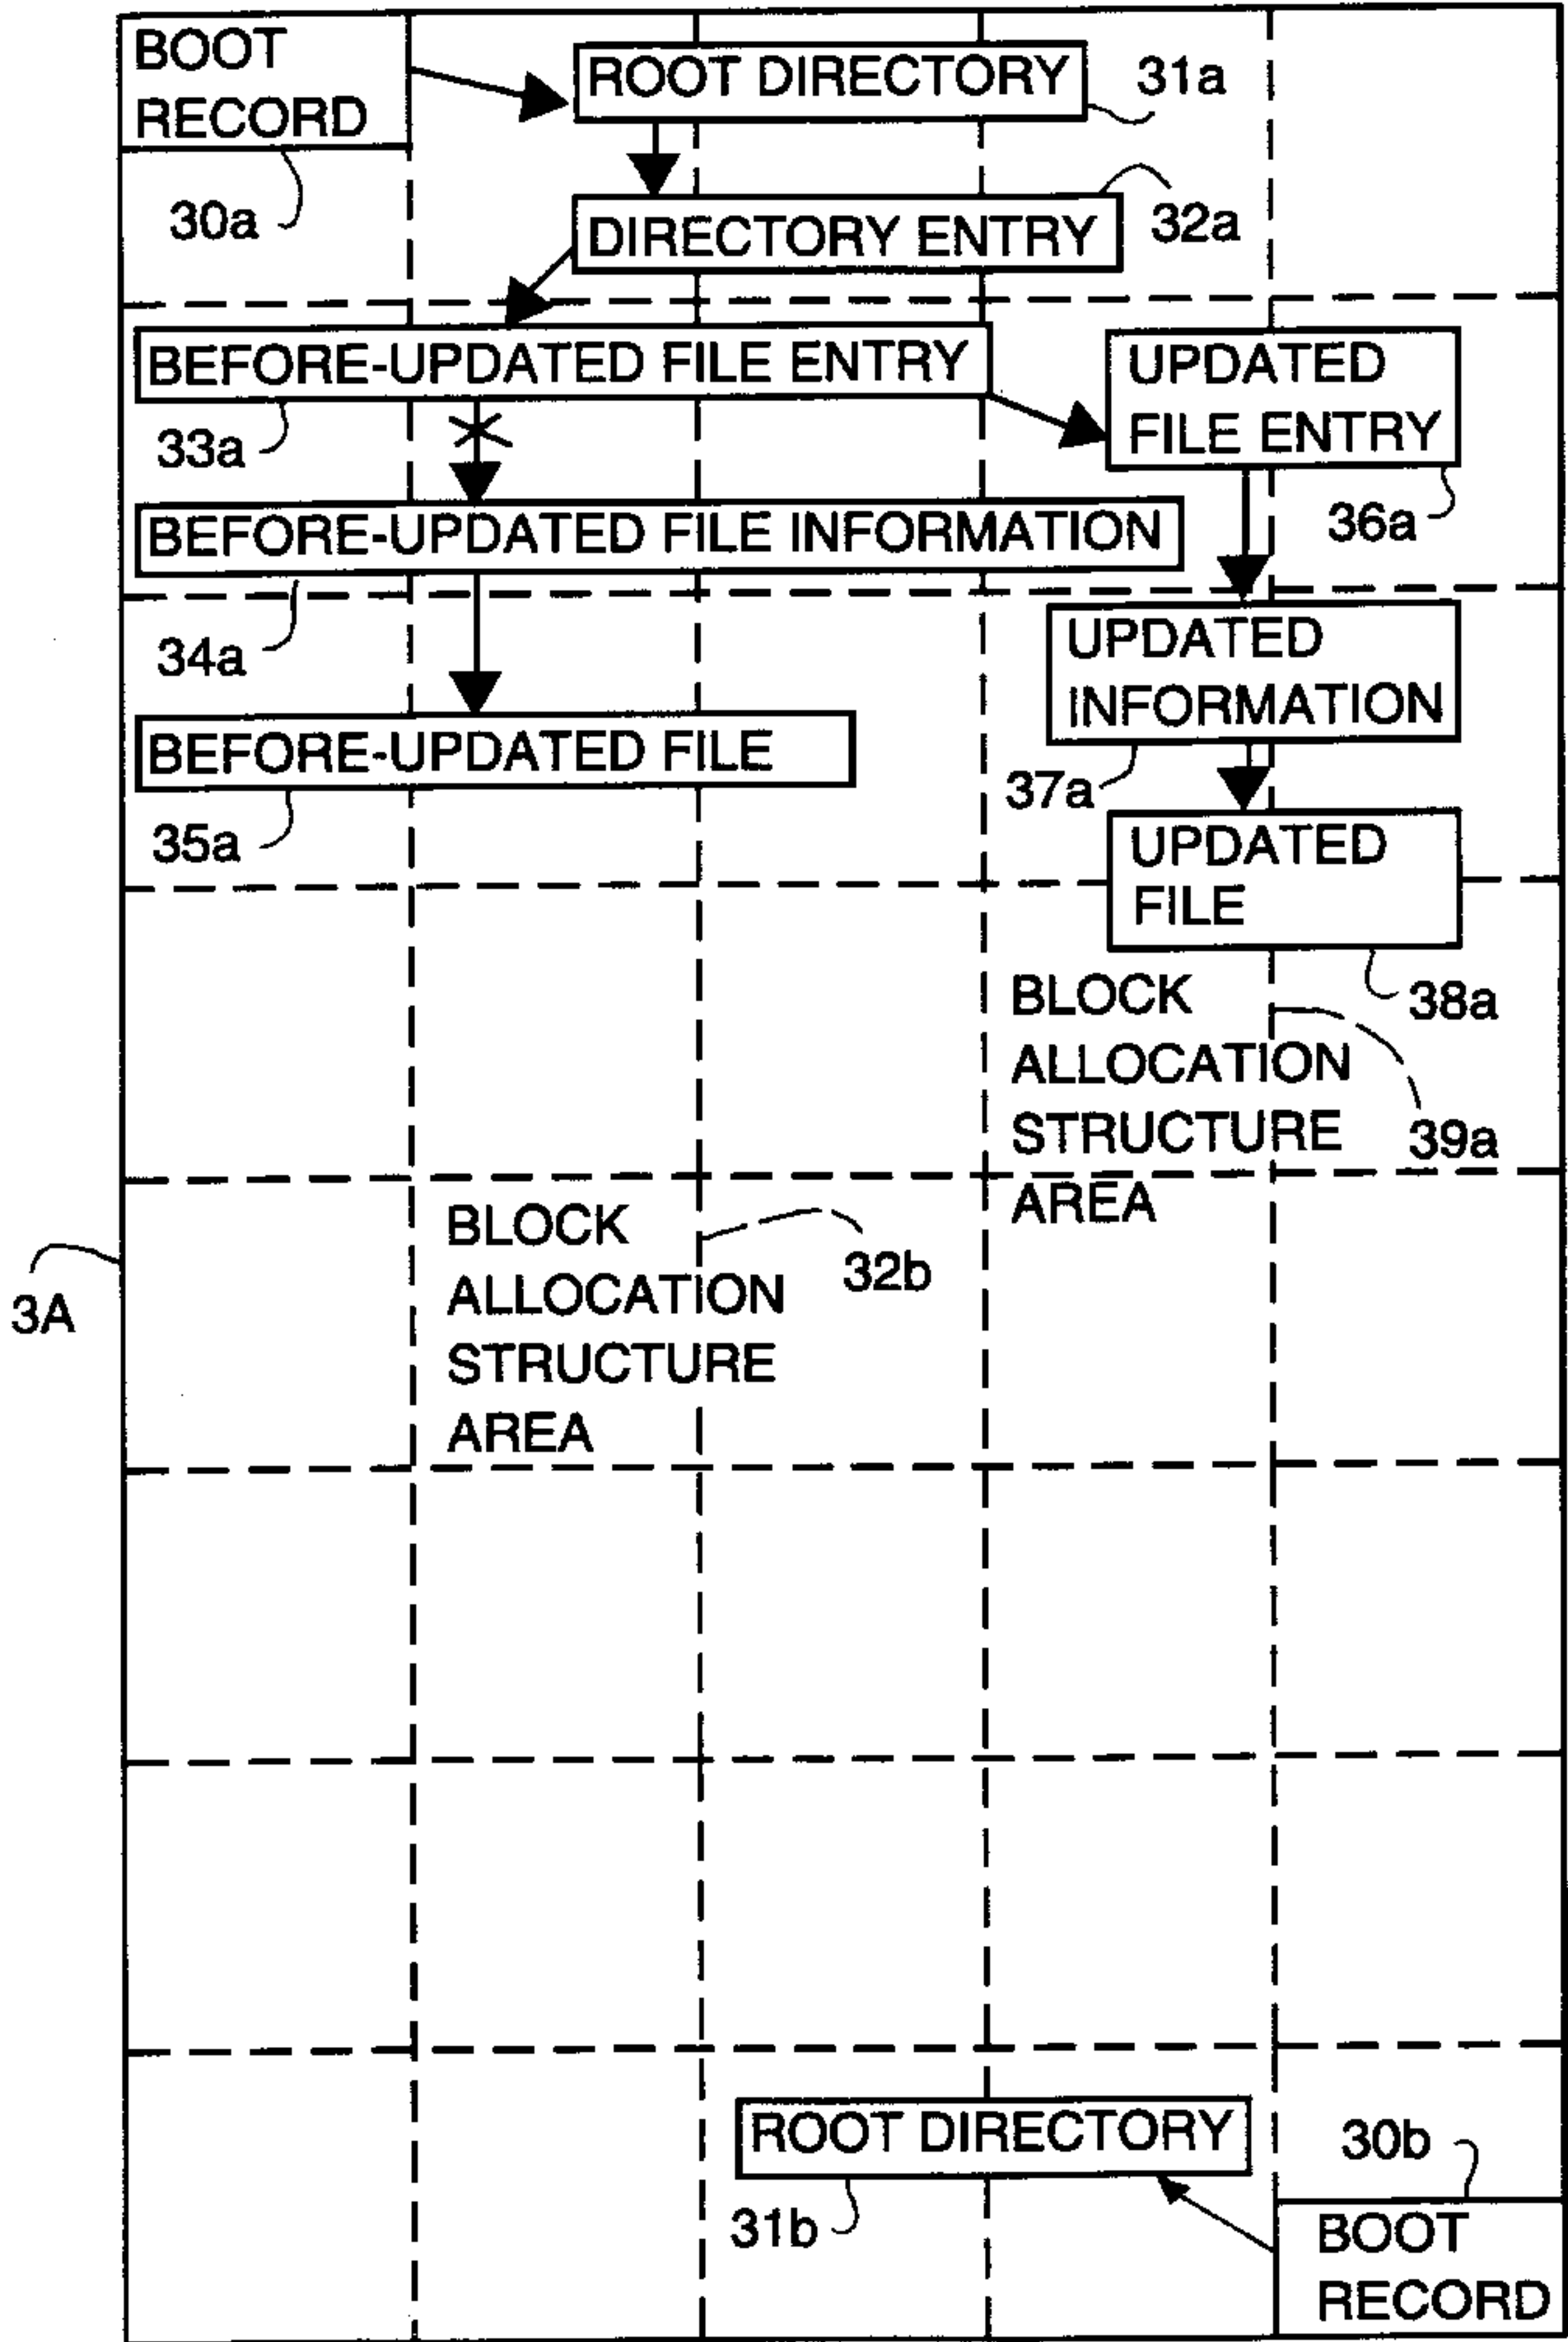 BOOT
RECORD
30a
ROOT DIRECTORY
31a
DIRECTORY ENTRY
32a
BEFORE-UPDATED FILE ENTRY
33a
UPDATED
FILE ENTRY
36a
BEFORE-UPDATED FILE INFORMATION
34a
UPDATED
INFORMATION
37a
BEFORE-UPDATED FILE
35a
UPDATED
FILE
38a
BLOCK
ALLOCATION
STRUCTURE
AREA
39a
BLOCK
ALLOCATION
STRUCTURE
AREA
32b
3A
ROOT DIRECTORY
31b
30b
BOOT
RECORD